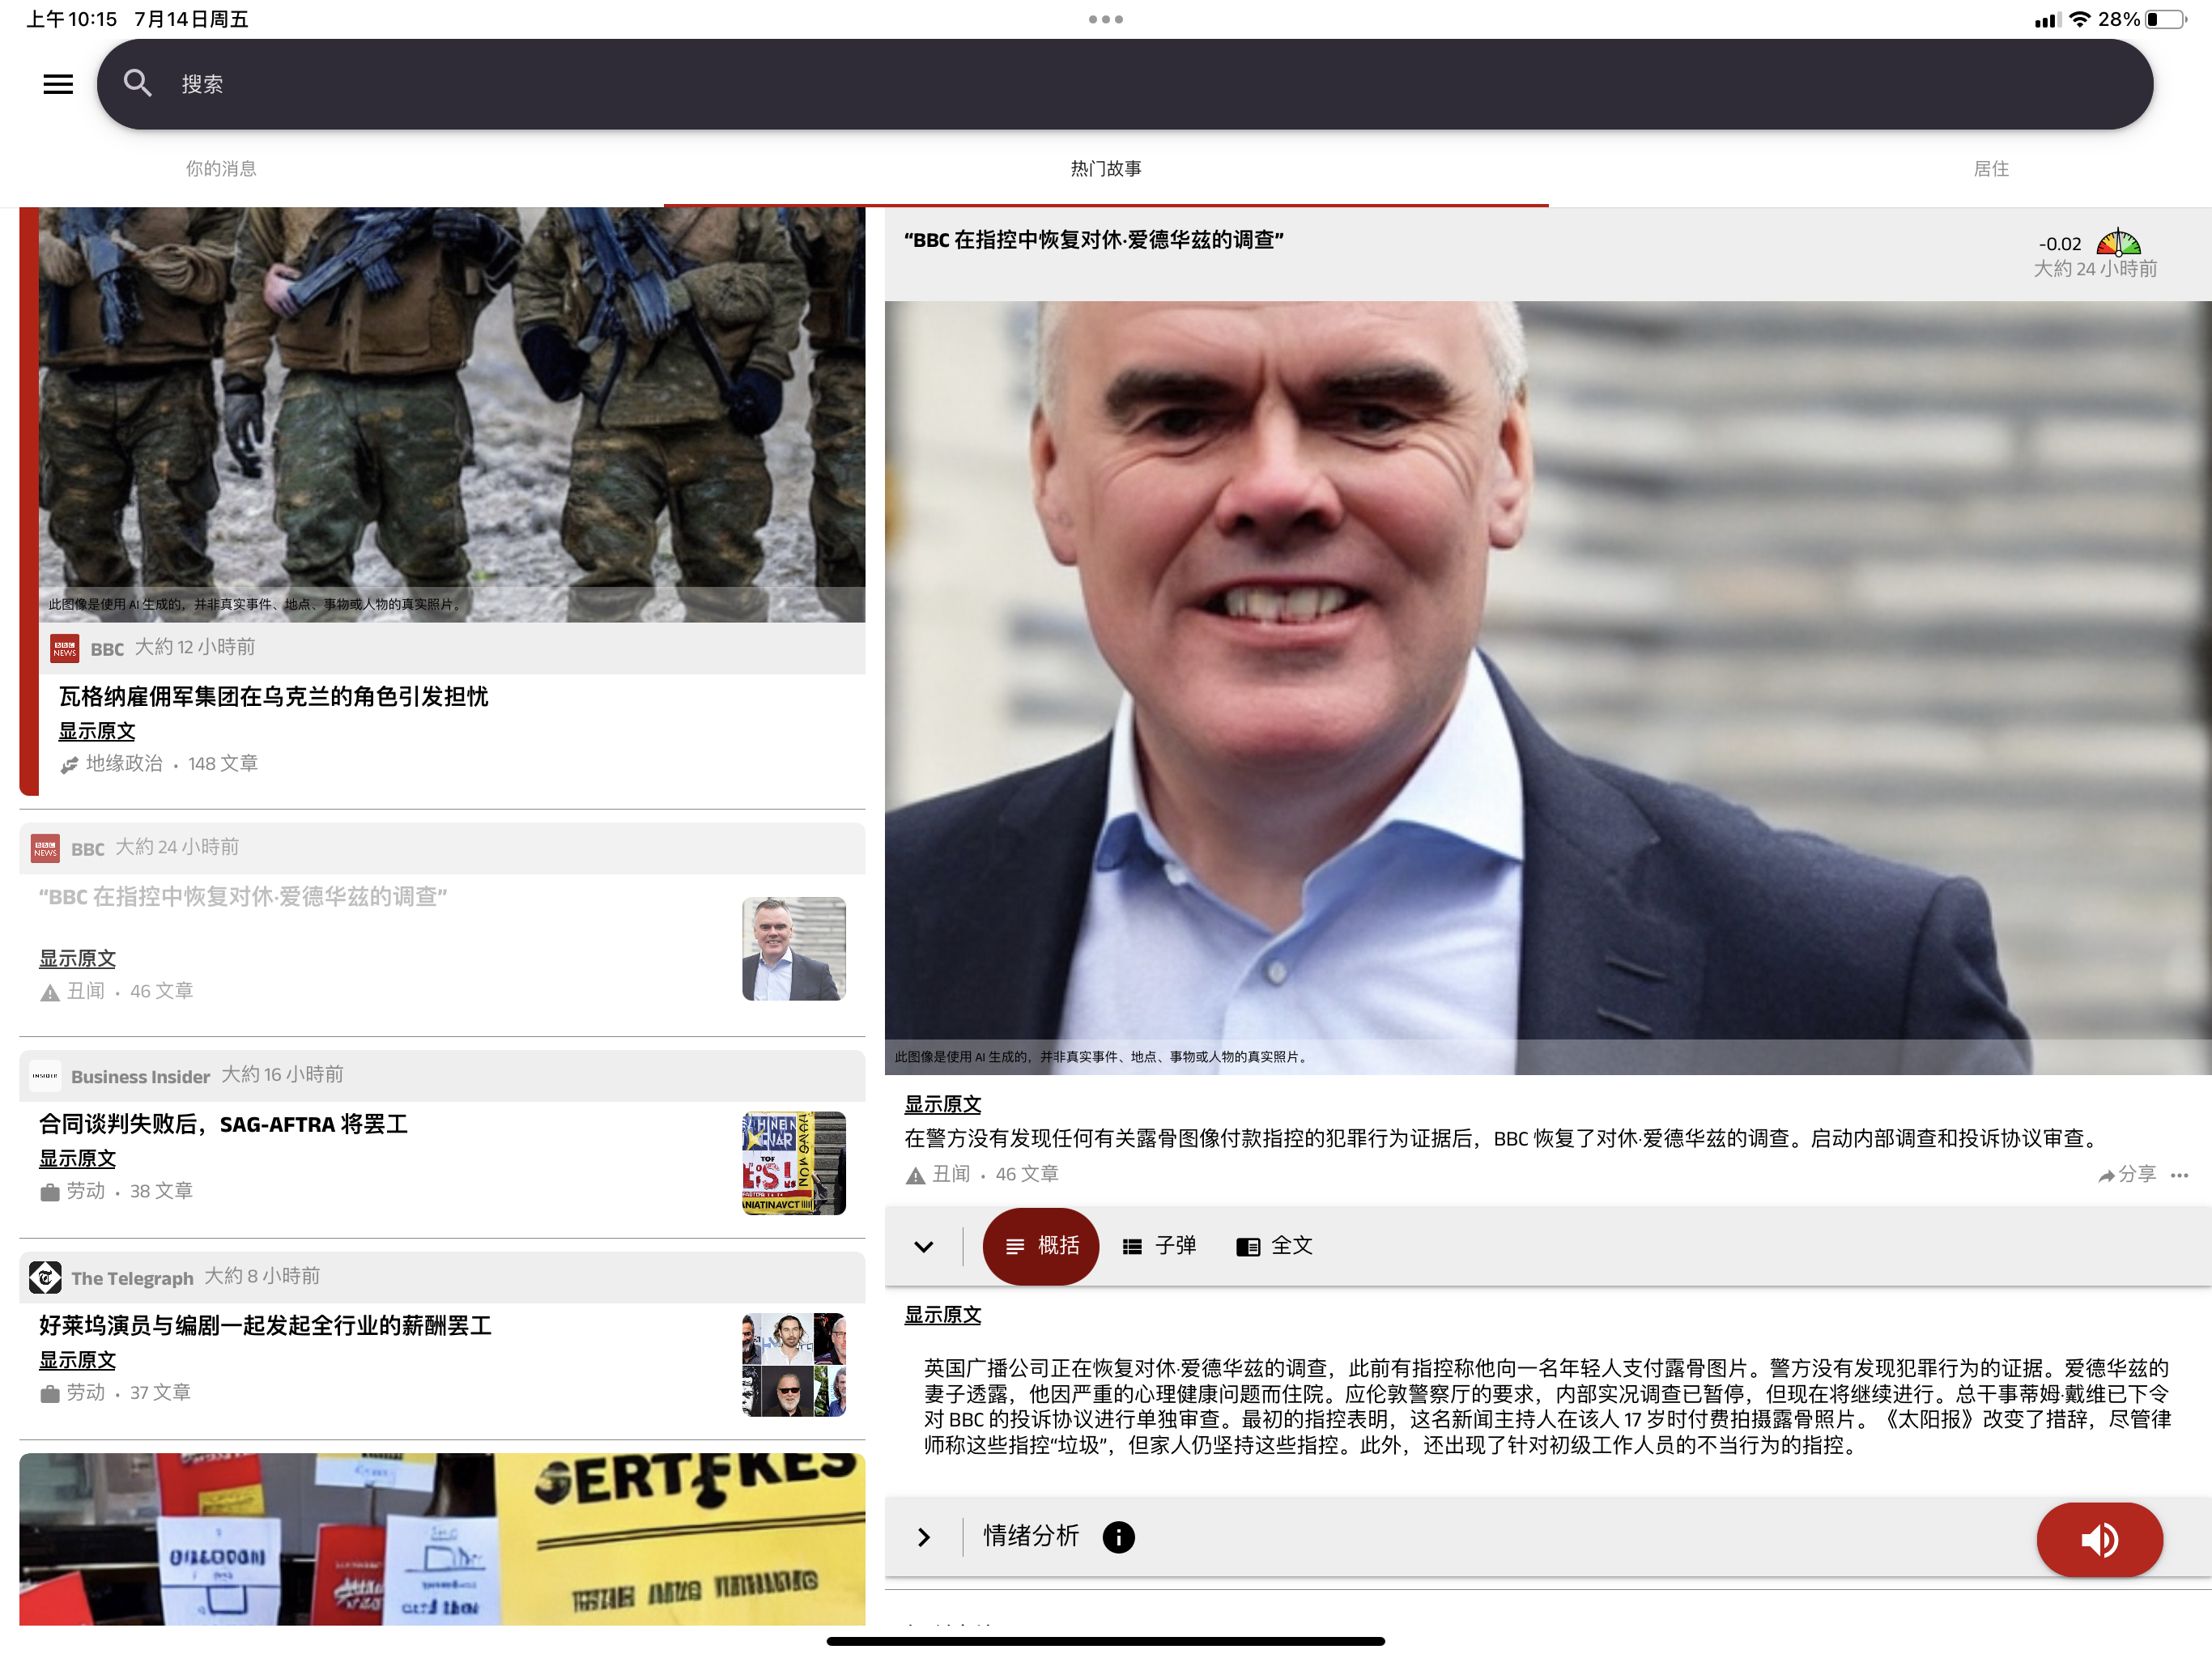 上午10:15 7月14日周五
28%
搜索
你的消息
热门故事
居住
此图像是使用 AI 生成的，并非真实事件、地点、事物或人物的真实照片。
BBC NEWS
BBC 大約 12 小時前
瓦格纳雇佣军集团在乌克兰的角色引发担忧
显示原文
地缘政治 • 148 文章
BBC NEWS
BBC 大約 24 小時前
“BBC 在指控中恢复对休·爱德华兹的调查”
显示原文
丑闻 • 46 文章
INSIDER
Business Insider 大約 16 小時前
合同谈判失败后，SAG-AFTRA 将罢工
显示原文
劳动 • 38 文章
The Telegraph 大約 8 小時前
好莱坞演员与编剧一起发起全行业的薪酬罢工
显示原文
劳动 • 37 文章
“BBC 在指控中恢复对休·爱德华兹的调查”
-0.02
大約 24 小時前
此图像是使用 AI 生成的，并非真实事件、地点、事物或人物的真实照片。
显示原文
在警方没有发现任何有关露骨图像付款指控的犯罪行为证据后，BBC 恢复了对休·爱德华兹的调查。启动内部调查和投诉协议审查。
丑闻 • 46 文章
分享
概括
子弹
全文
显示原文
英国广播公司正在恢复对休·爱德华兹的调查，此前有指控称他向一名年轻人支付露骨图片。警方没有发现犯罪行为的证据。爱德华兹的
妻子透露，他因严重的心理健康问题而住院。应伦敦警察厅的要求，内部实况调查已暂停，但现在将继续进行。总干事蒂姆·戴维已下令
对 BBC 的投诉协议进行单独审查。最初的指控表明，这名新闻主持人在该人 17 岁时付费拍摄露骨照片。《太阳报》改变了措辞，尽管律
师称这些指控“垃圾”，但家人仍坚持这些指控。此外，还出现了针对初级工作人员的不当行为的指控。
情绪分析